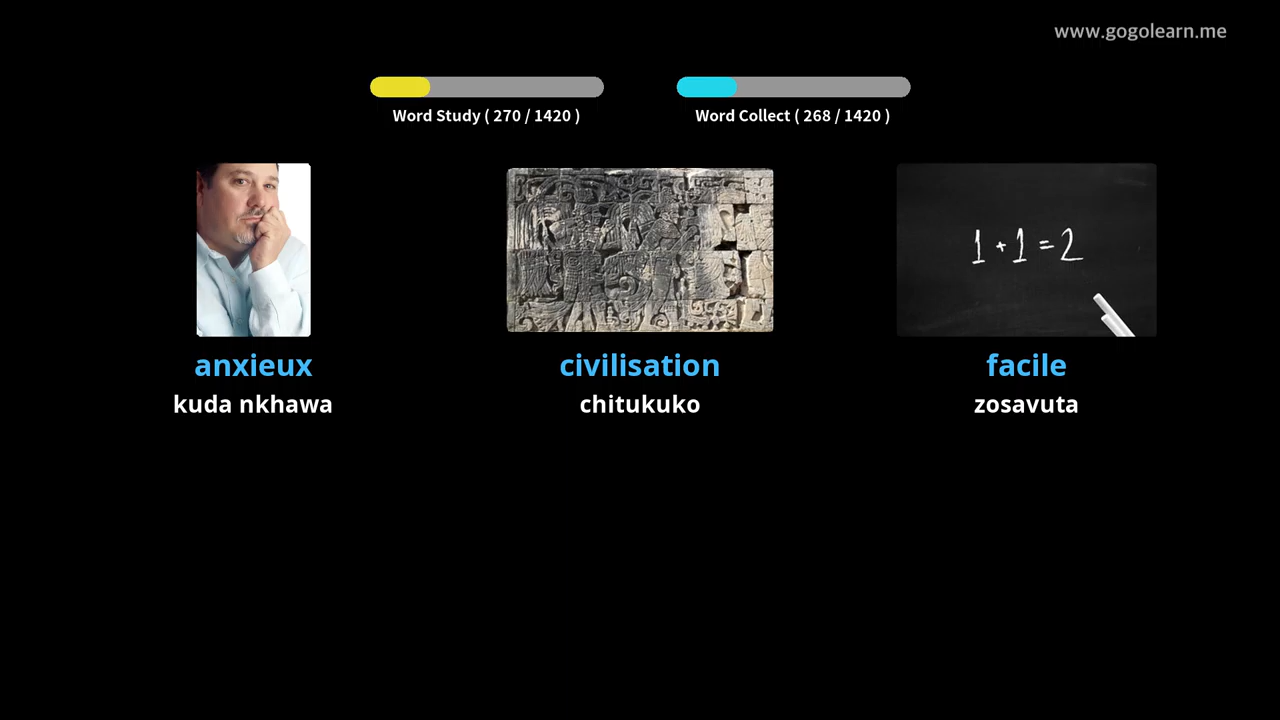 www.gogolearn.me
Word Study ( 270 / 1420 )
Word Collect ( 268 / 1420 )
1 + 1 = 2
anxieux
kuda nkhawa
civilisation
chitukuko
facile
zosavuta